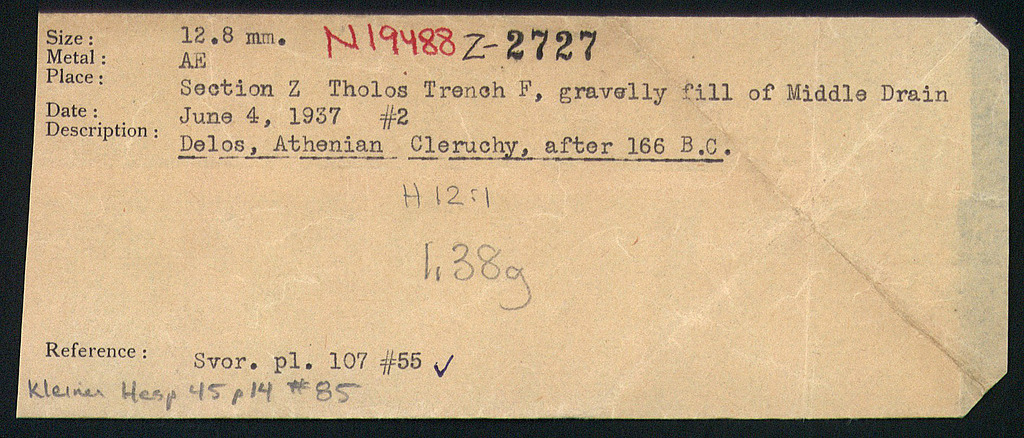 Size: 12.8 mm. N19488 Z-2727
Metal: AE
Place: Section Z Tholos Trench F, gravelly fill of Middle Drain
Date: June 4, 1937 #2
Description: Delos, Athenian Cleruchy, after 166 B.C.
H 12:1
1.38g
Reference: Svor. pl. 107 #55 ✓
Kleiner Hesp 45 p14 #85